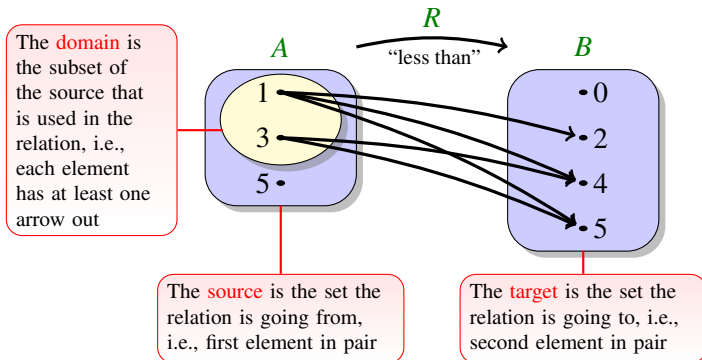 The domain is
the subset of
the source that
is used in the
relation, i.e.,
each element
has at least one
arrow out
A
R
"less than"
B
1
3
5
0
2
4
5
The source is the set the
relation is going from,
i.e., first element in pair
The target is the set the
relation is going to, i.e.,
second element in pair